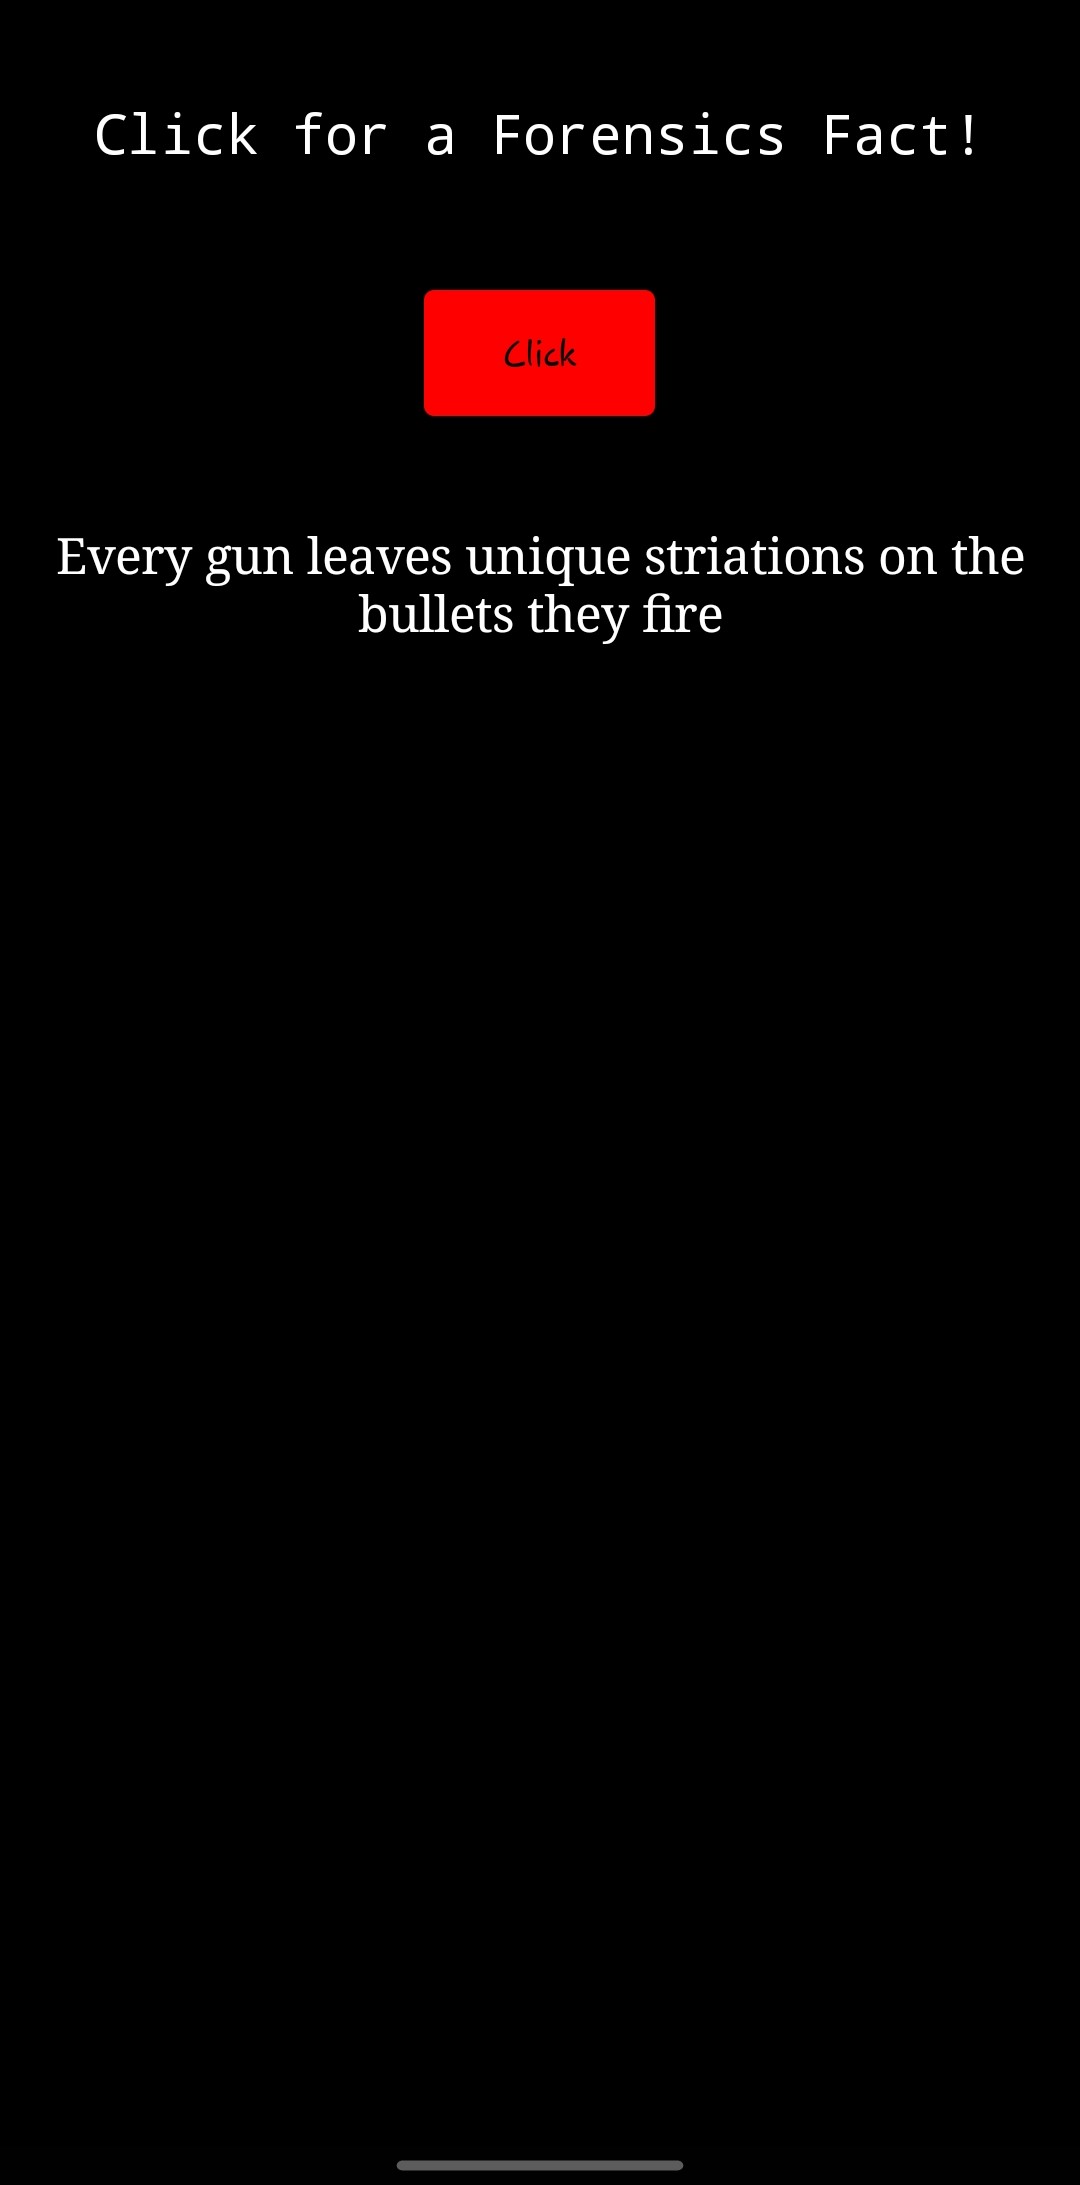 Click for a Forensics Fact!
Click
Every gun leaves unique striations on the
bullets they fire